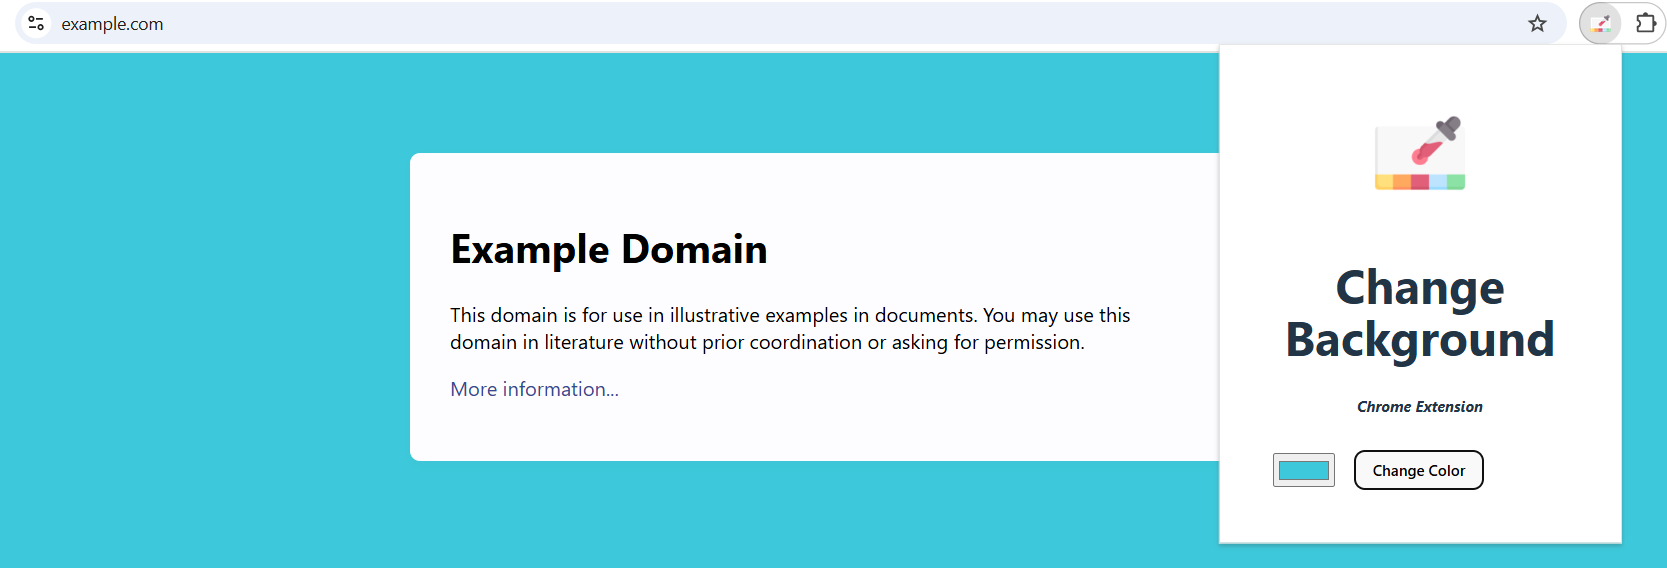 example.com
Example Domain
This domain is for use in illustrative examples in documents. You may use this
domain in literature without prior coordination or asking for permission.
More information...
Change
Background
Chrome Extension
Change Color